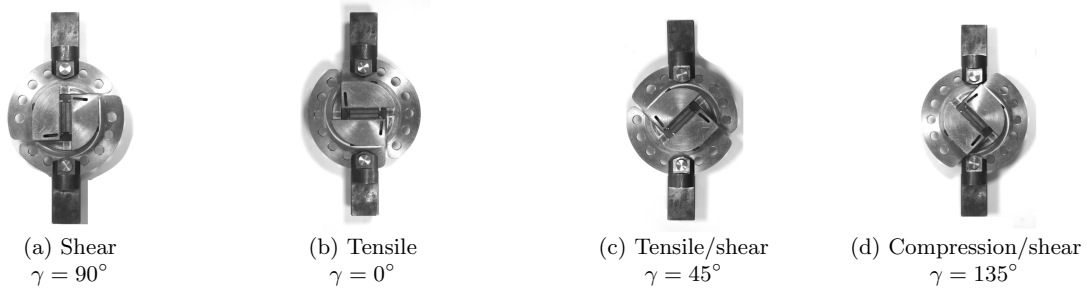 (a) Shear
γ = 90°
(b) Tensile
γ = 0°
(c) Tensile/shear
γ = 45°
(d) Compression/shear
γ = 135°